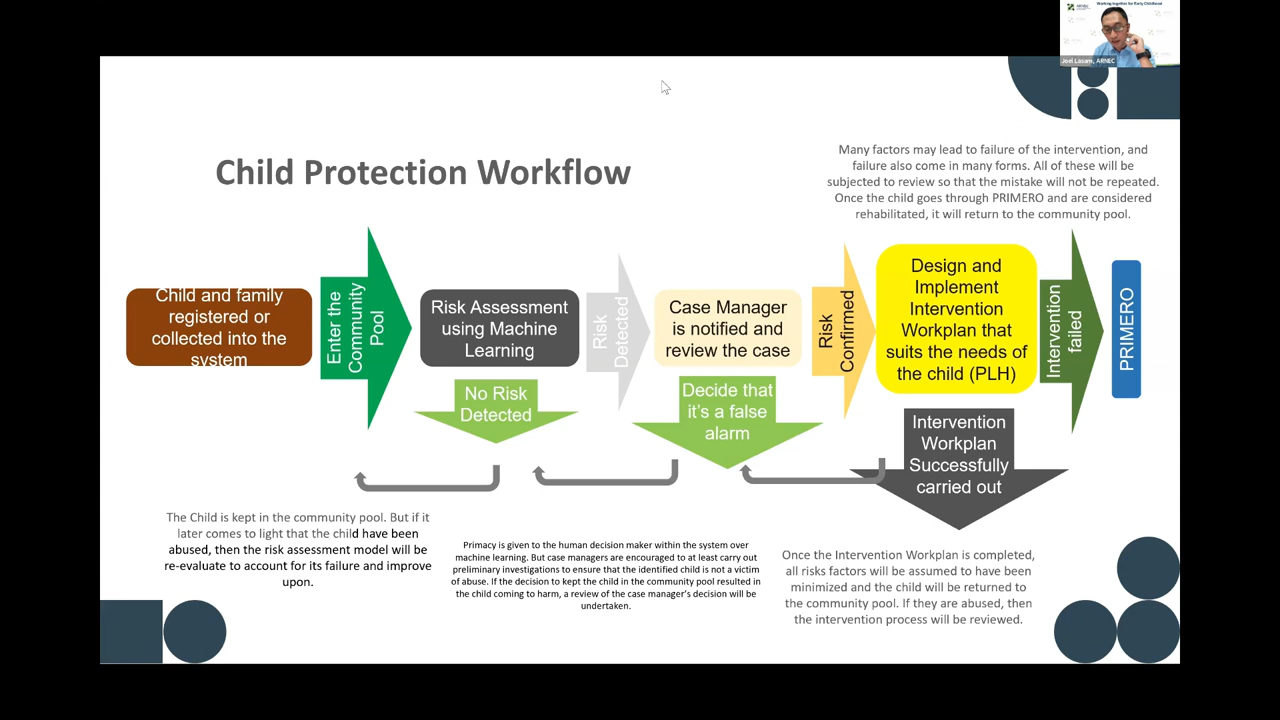 Working together for Early Childhood
ARNEC
Joel Lasam, ARNEC
Child Protection Workflow
Many factors may lead to failure of the intervention, and
failure also come in many forms. All of these will be
subjected to review so that the mistake will not be repeated.
Once the child goes through PRIMERO and are considered
rehabilitated, it will return to the community pool.
Child and family
registered or
collected into the
system
Enter the
Community
Pool
Risk Assessment
using Machine
Learning
Risk
Detected
Case Manager
is notified and
review the case
Risk
Confirmed
Design and
Implement
Intervention
Workplan that
suits the needs of
the child (PLH)
Intervention
failed
PRIMERO
No Risk
Detected
Decide that
it's a false
alarm
Intervention
Workplan
Successfully
carried out
The Child is kept in the community pool. But if it
later comes to light that the child have been
abused, then the risk assessment model will be
re-evaluate to account for its failure and improve
upon.
Primacy is given to the human decision maker within the system over
machine learning. But case managers are encouraged to at least carry out
preliminary investigations to ensure that the identified child is not a victim
of abuse. If the decision to kept the child in the community pool resulted in
the child coming to harm, a review of the case manager's decision will be
undertaken.
Once the Intervention Workplan is completed,
all risks factors will be assumed to have been
minimized and the child will be returned to
the community pool. If they are abused, then
the intervention process will be reviewed.